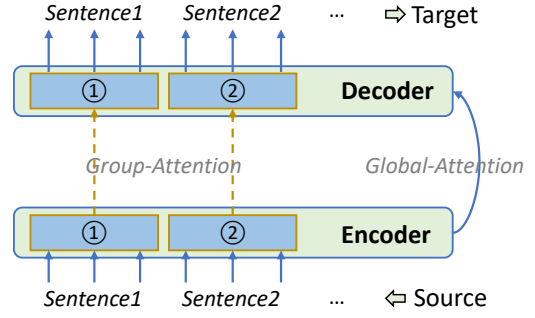 Sentence1 Sentence2 ... ⇨ Target
① ② Decoder
Group-Attention Global-Attention
① ② Encoder
Sentence1 Sentence2 ... ⇦ Source